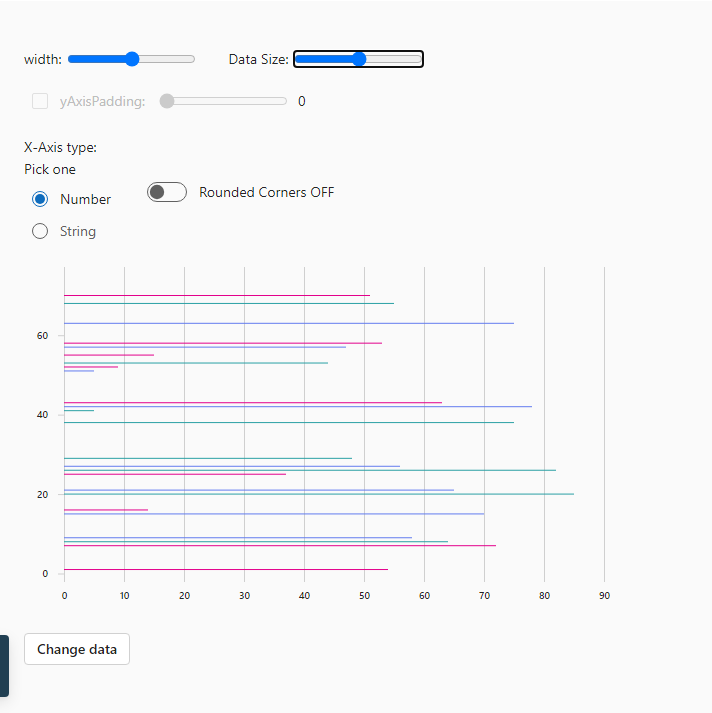 width: Data Size:
yAxisPadding: 0
X-Axis type:
Pick one
Number Rounded Corners OFF
String
60
40
20
0
0 10 20 30 40 50 60 70 80 90
Change data